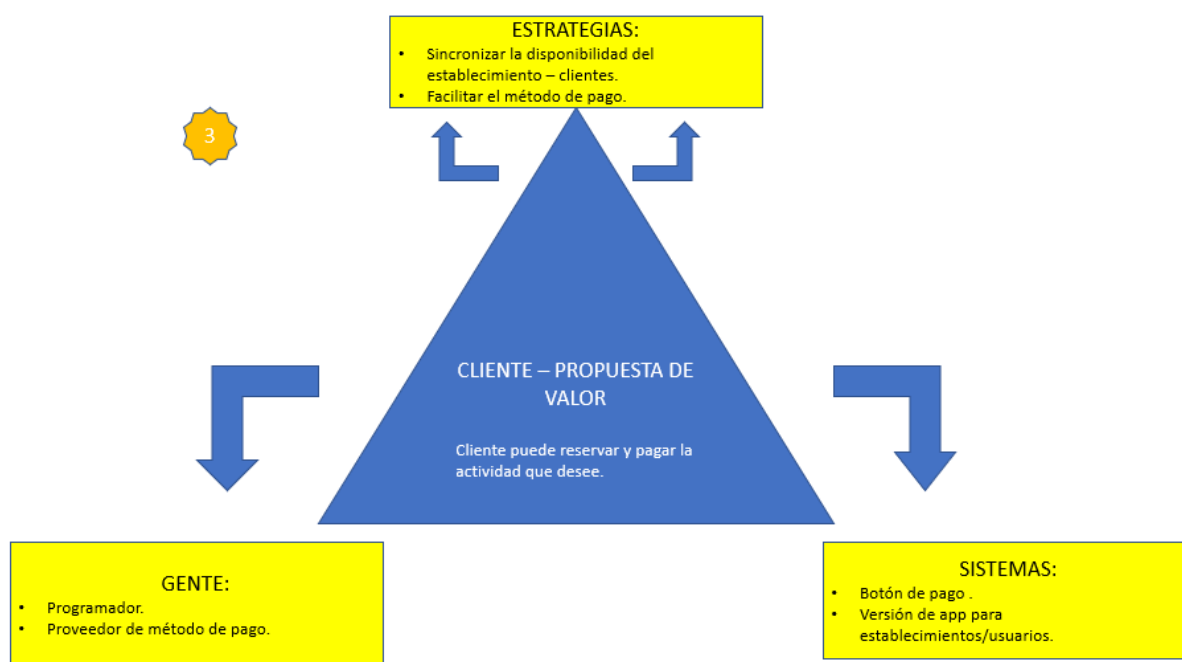 ESTRATEGIAS:
• Sincronizar la disponibilidad del
establecimiento – clientes.
• Facilitar el método de pago.
3
CLIENTE – PROPUESTA DE
VALOR
Cliente puede reservar y pagar la
actividad que desee.
GENTE:
• Programador.
• Proveedor de método de pago.
SISTEMAS:
• Botón de pago .
• Versión de app para
establecimientos/usuarios.